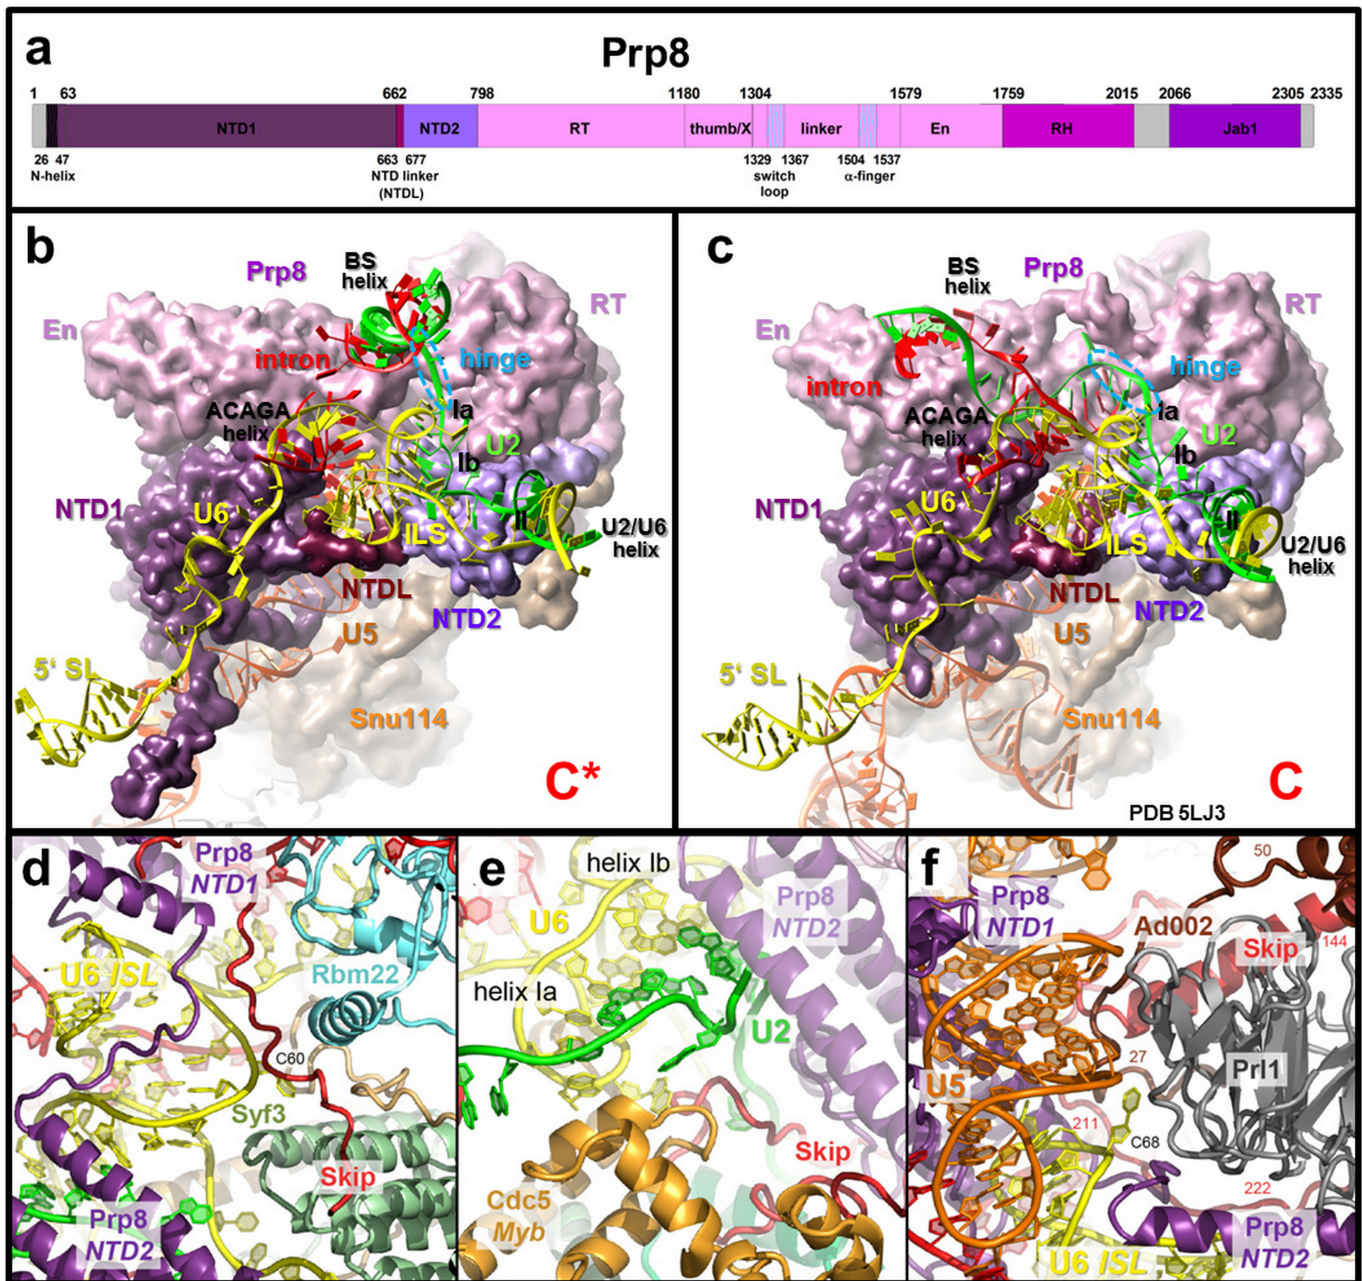 a
Prp8
1 63 662 798 1180 1304 1579 1759 2015 2066 2305 2335
NTD1 NTD2 RT thumb/X linker En RH Jab1
26 47 663 677 1329 1367 1504 1537
N-helix NTD linker switch α-finger
(NTDL) loop
b
BS
helix
Prp8
RT
En
intron
hinge
ACAGA
helix
Ia
U2
Ib
NTD1
U6
II
ILS
U2/U6
helix
NTDL
NTD2
U5
5' SL
Snu114
C*
c
BS
helix
Prp8
RT
En
hinge
intron
ACAGA
helix
Ia
U2
Ib
NTD1
U6
II
ILS
U2/U6
helix
NTDL
NTD2
U5
5' SL
Snu114
C
PDB 5LJ3
d
Prp8
NTD1
U6 ISL
Rbm22
C60
Syf3
Skip
Prp8
NTD2
e
helix Ib
U6
Prp8
NTD2
helix Ia
U2
Skip
Cdc5
Myb
f
50
Prp8
NTD1
Ad002
Skip
144
27
Prl1
U5
211
C68
222
Prp8
NTD2
U6 ISL